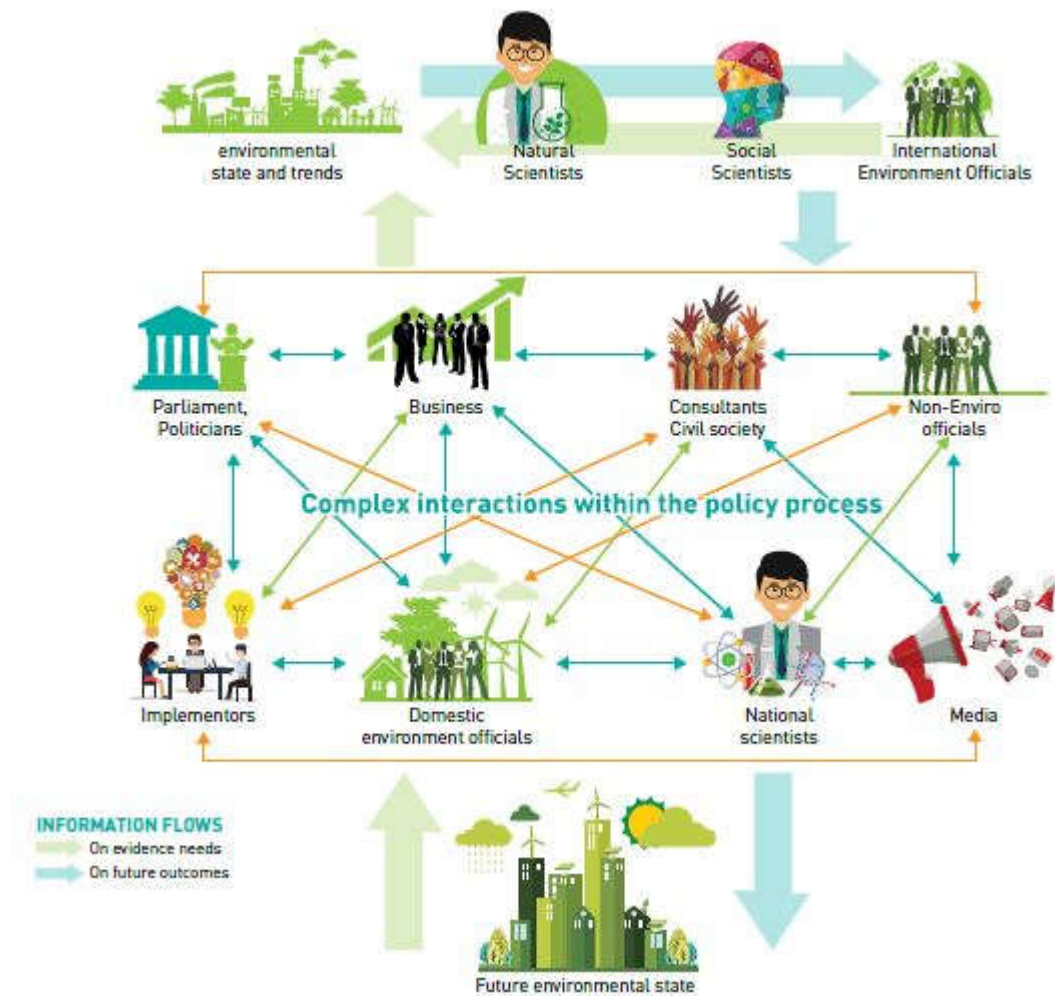 environmental
state and trends
Natural
Scientists
Social
Scientists
International
Environment Officials
Parliament,
Politicians
Business
Consultants
Civil society
Non-Enviro
officials
Complex interactions within the policy process
Implementors
Domestic
environment officials
National
scientists
Media
INFORMATION FLOWS
On evidence needs
On future outcomes
Future environmental state